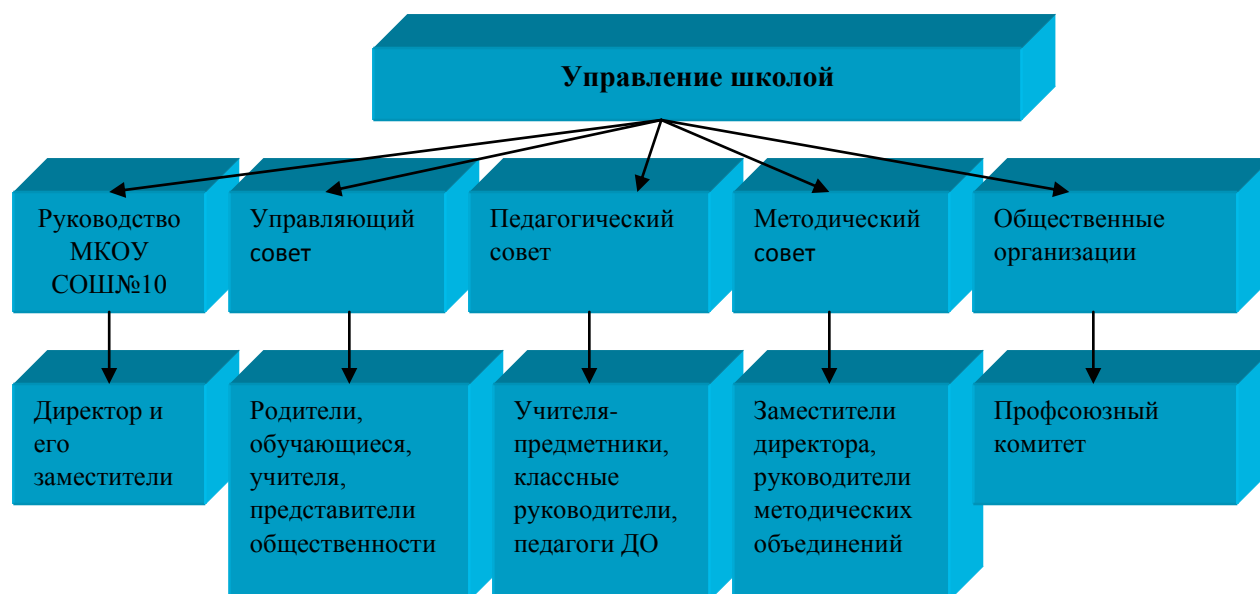 Управление школой
Руководство
МКОУ
СОШ№10
Управляющий
совет
Педагогический
совет
Методический
совет
Общественные
организации
Директор и
его
заместители
Родители,
обучающиеся,
учителя,
представители
общественности
Учителя-
предметники,
классные
руководители,
педагоги ДО
Заместители
директора,
руководители
методических
объединений
Профсоюзный
комитет